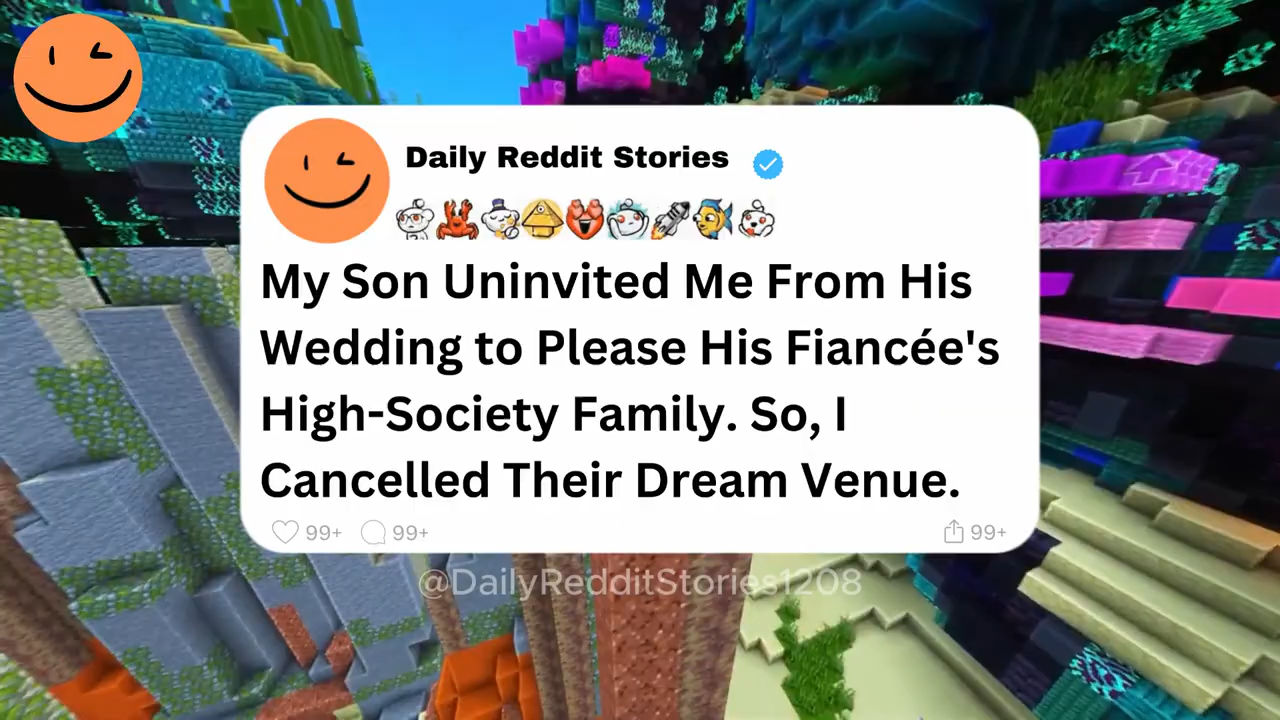 Daily Reddit Stories
My Son Uninvited Me From His
Wedding to Please His Fiancée's
High-Society Family. So, I
Cancelled Their Dream Venue.
99+ 99+ 99+
@DailyRedditStories1208